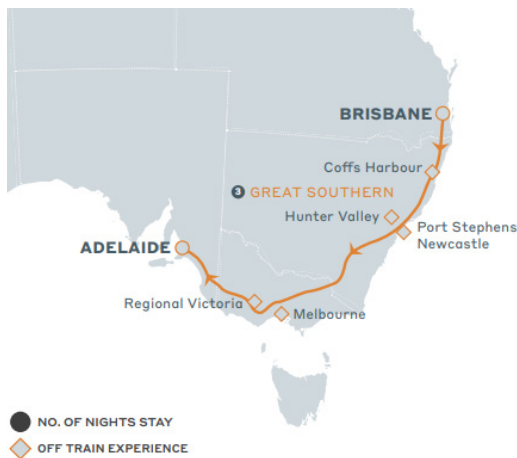 BRISBANE
Coffs Harbour
3 GREAT SOUTHERN
Hunter Valley
Port Stephens
Newcastle
ADELAIDE
Regional Victoria
Melbourne
NO. OF NIGHTS STAY
OFF TRAIN EXPERIENCE